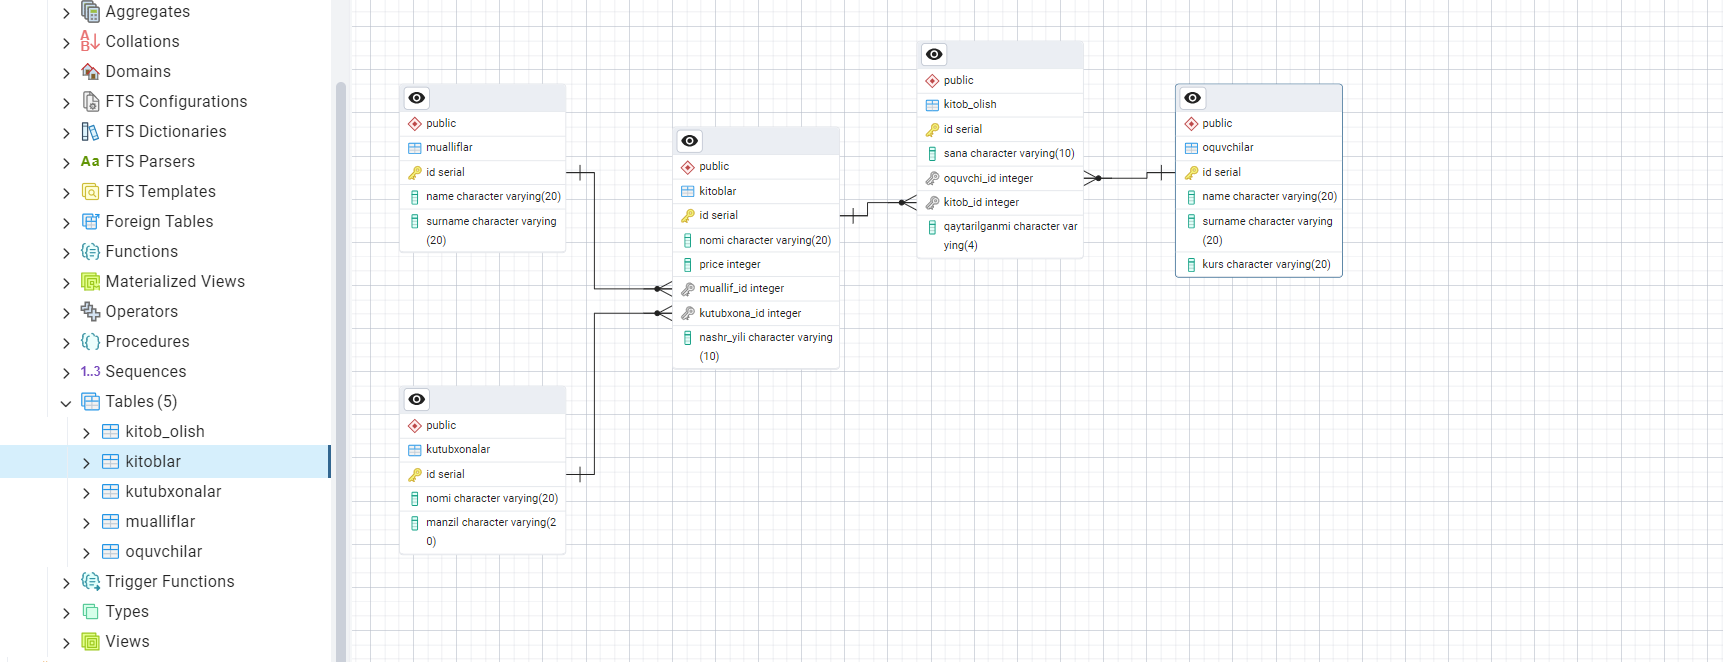 Aggregates
Collations
Domains
FTS Configurations
FTS Dictionaries
Aa FTS Parsers
FTS Templates
Foreign Tables
Functions
Materialized Views
Operators
Procedures
1..3 Sequences
Tables (5)
kitob_olish
kitoblar
kutubxonalar
mualliflar
oquvchilar
Trigger Functions
Types
Views
public
mualliflar
id serial
name character varying(20)
surname character varying
(20)
public
kutubxonalar
id serial
nomi character varying(20)
manzil character varying(2
0)
public
kitoblar
id serial
nomi character varying(20)
price integer
muallif_id integer
kutubxona_id integer
nashr_yili character varying
(10)
public
kitob_olish
id serial
sana character varying(10)
oquvchi_id integer
kitob_id integer
qaytarilganmi character var
ying(4)
public
oquvchilar
id serial
name character varying(20)
surname character varying
(20)
kurs character varying(20)